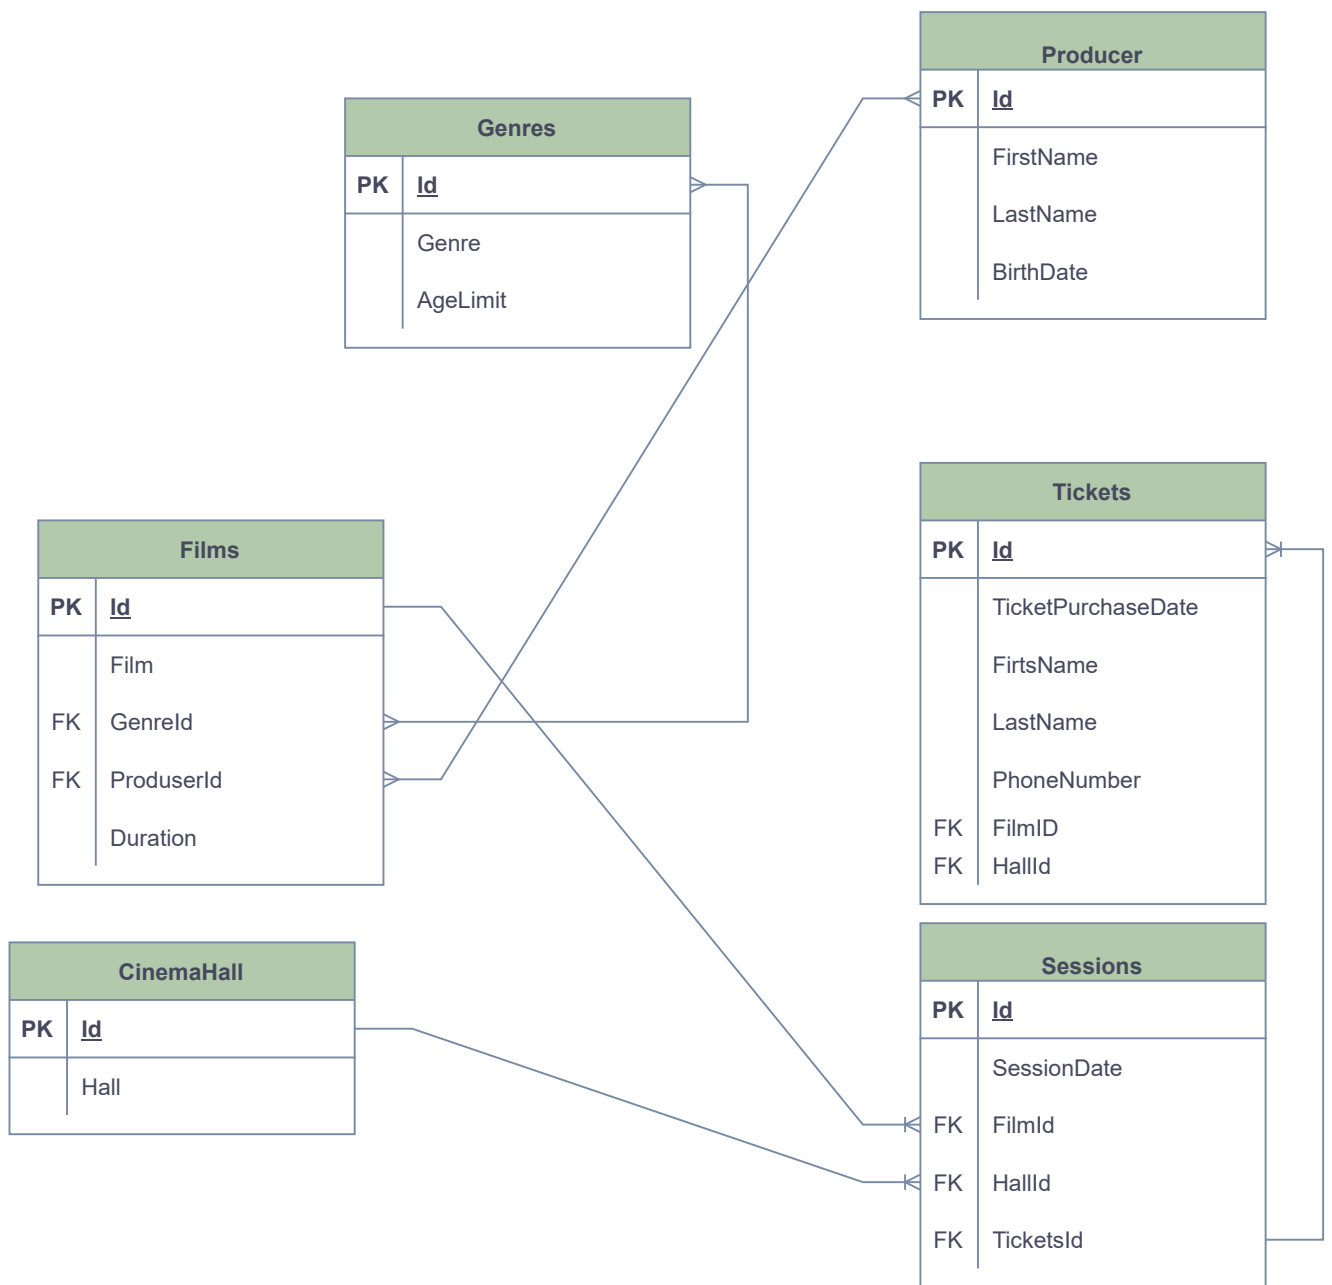 Producer
PK Id
FirstName
LastName
BirthDate
Genres
PK Id
Genre
AgeLimit
Tickets
PK Id
TicketPurchaseDate
FirtsName
LastName
PhoneNumber
FK FilmID
FK HallId
Films
PK Id
Film
FK GenreId
FK ProduserId
Duration
CinemaHall
PK Id
Hall
Sessions
PK Id
SessionDate
FK FilmId
FK HallId
FK TicketsId